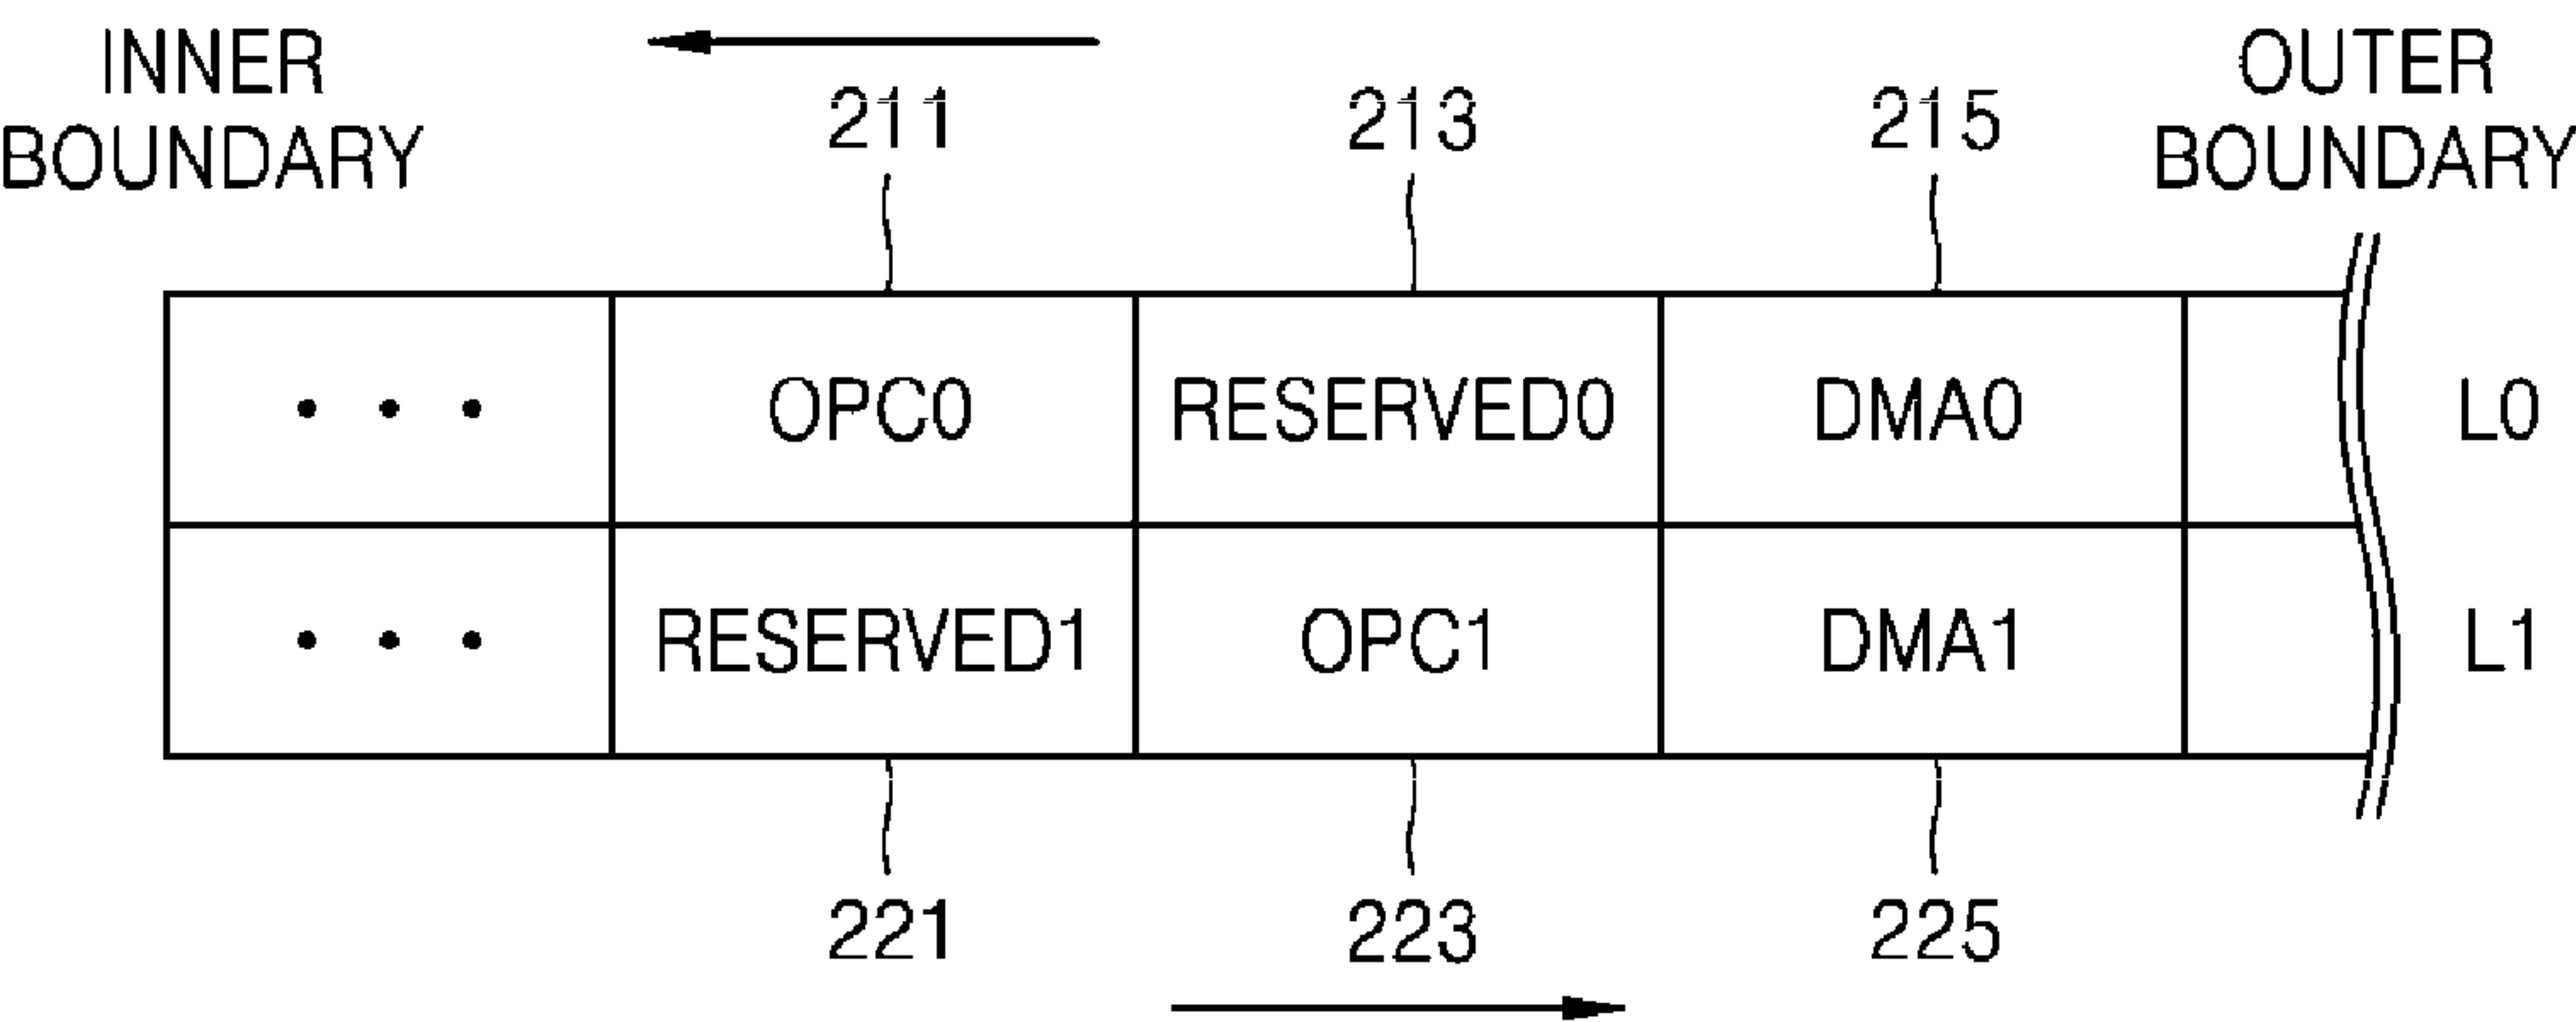 INNER
BOUNDARY
OUTER
BOUNDARY
211 213 215
• • • OPC0 RESERVED0 DMA0 L0
• • • RESERVED1 OPC1 DMA1 L1
221 223 225